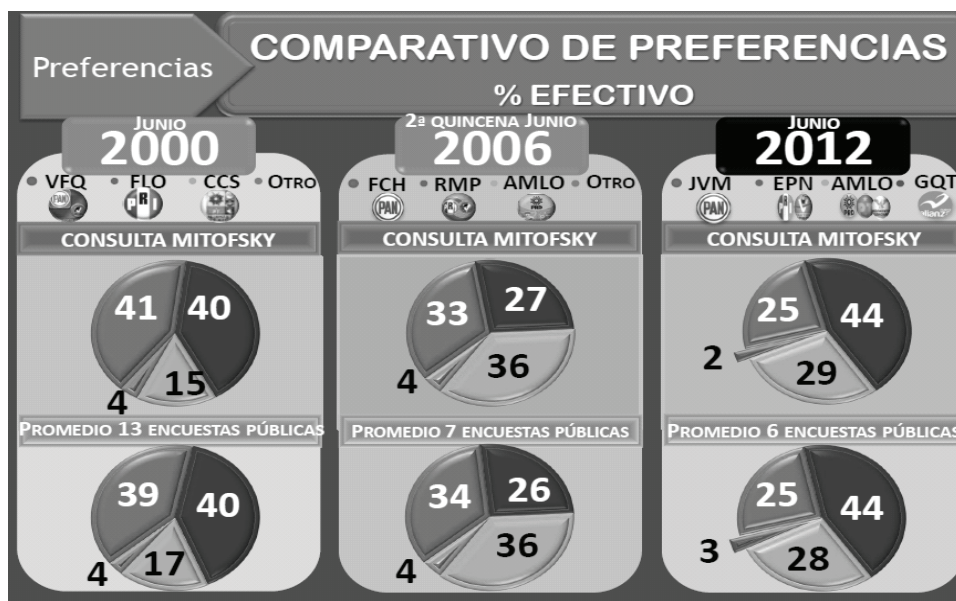 Preferencias
COMPARATIVO DE PREFERENCIAS
% EFECTIVO
JUNIO
2000
VFQ FLO CCS OTRO
PAN PRI
CONSULTA MITOFSKY
41 40
15
4
PROMEDIO 13 ENCUESTAS PÚBLICAS
39 40
17
4
2ª QUINCENA JUNIO
2006
FCH RMP AMLO OTRO
PAN PRD
CONSULTA MITOFSKY
33 27
36
4
PROMEDIO 7 ENCUESTAS PÚBLICAS
34 26
36
4
JUNIO
2012
JVM EPN AMLO GQT
PAN
CONSULTA MITOFSKY
25 44
2
29
PROMEDIO 6 ENCUESTAS PÚBLICAS
25 44
3
28